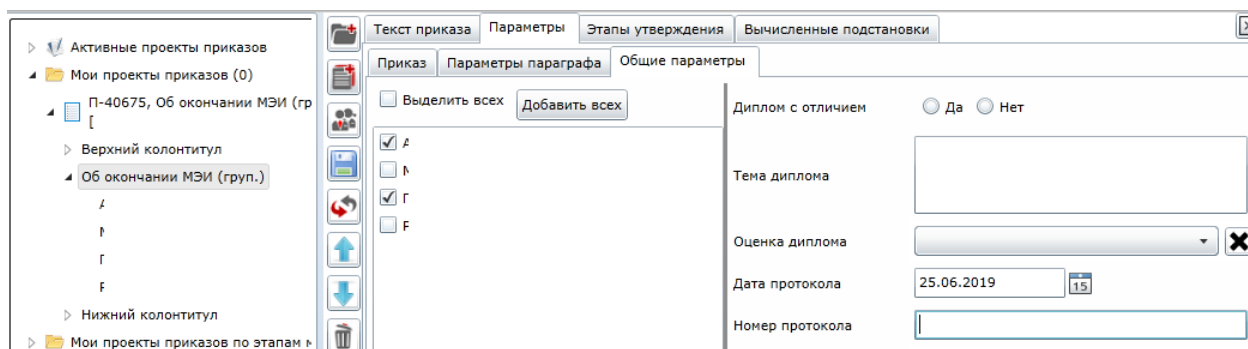 Активные проекты приказов
Мои проекты приказов (0)
П-40675, Об окончании МЭИ (гр
[
Верхний колонтитул
Об окончании МЭИ (груп.)
Нижний колонтитул
Мои проекты приказов по этапам
Текст приказа Параметры Этапы утверждения Вычисленные подстановки
Приказ Параметры параграфа Общие параметры
Выделить всех Добавить всех
Диплом с отличием Да Нет
Тема диплома
Оценка диплома
Дата протокола 25.06.2019 15
Номер протокола